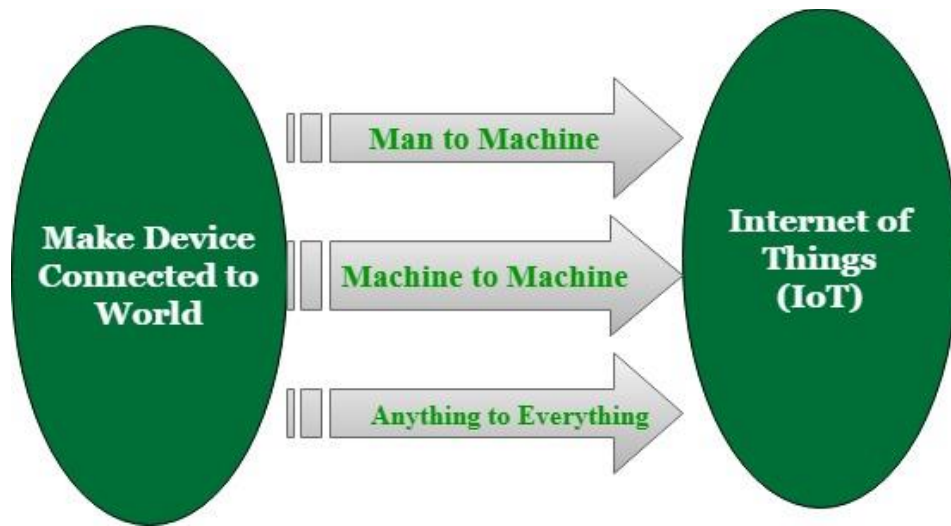 Make Device
Connected to
World
Man to Machine
Machine to Machine
Anything to Everything
Internet of
Things
(IoT)